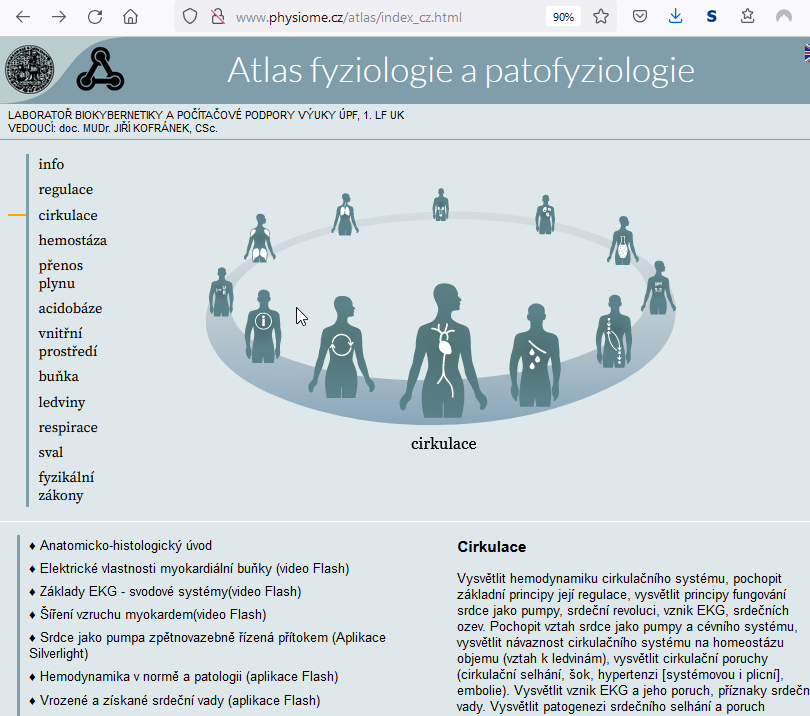 www.physiome.cz/atlas/index_cz.html
90%
S
Atlas fyziologie a patofyziologie
LABORATOŘ BIOKYBERNETIKY A POČÍTAČOVÉ PODPORY VÝUKY ÚPF, 1. LF UK
VEDOUCÍ: doc. MUDr. JIŘÍ KOFRÁNEK, CSc.
info
regulace
cirkulace
hemostáza
přenos
plynu
acidobáze
vnitřní
prostředí
buňka
ledviny
respirace
sval
fyzikální
zákony
cirkulace
♦ Anatomicko-histologický úvod
♦ Elektrické vlastnosti myokardiální buňky (video Flash)
♦ Základy EKG - svodové systémy(video Flash)
♦ Šíření vzruchu myokardem(video Flash)
♦ Srdce jako pumpa zpětnovazebně řízená přítokem (Aplikace
Silverlight)
♦ Hemodynamika v normě a patologii (aplikace Flash)
♦ Vrozené a získané srdeční vady (aplikace Flash)
Cirkulace
Vysvětlit hemodynamiku cirkulačního systému, pochopit
základní principy její regulace, vysvětlit principy fungování
srdce jako pumpy, srdeční revoluci, vznik EKG, srdečních
ozev. Pochopit vztah srdce jako pumpy a cévního systému,
vysvětlit návaznost cirkulačního systému na homeostázu
objemu (vztah k ledvinám), vysvětlit cirkulační poruchy
(cirkulační selhání, šok, hypertenzi [systémovou i plicní],
embolie). Vysvětlit vznik EKG a jeho poruch, příznaky srdečn
vady. Vysvětlit patogenezi srdečního selhání a poruch